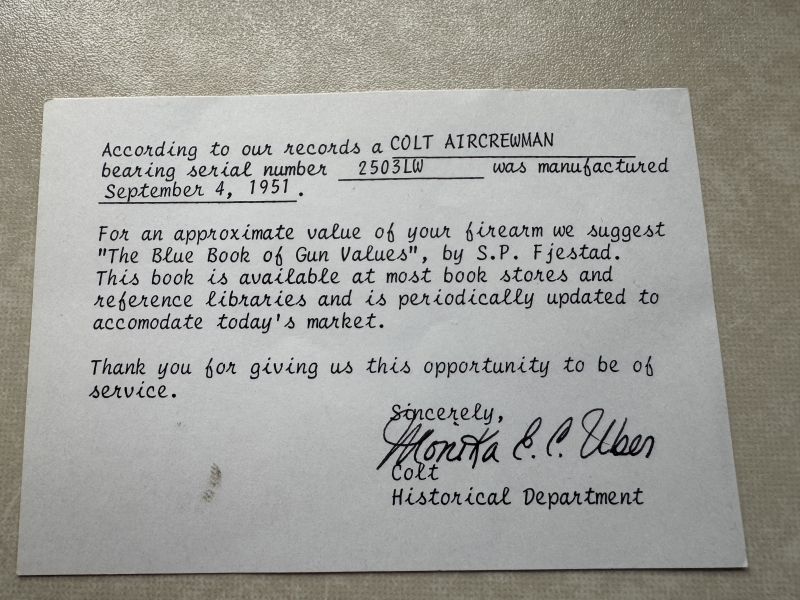 According to our records a COLT AIRCREWMAN
bearing serial number 2503LW was manufactured
September 4, 1951.
For an approximate value of your firearm we suggest
"The Blue Book of Gun Values", by S.P. Fjestad.
This book is available at most book stores and
reference libraries and is periodically updated to
accomodate today's market.
Thank you for giving us this opportunity to be of
service.
Sincerely,
Monika E. C. Uber
Colt
Historical Department